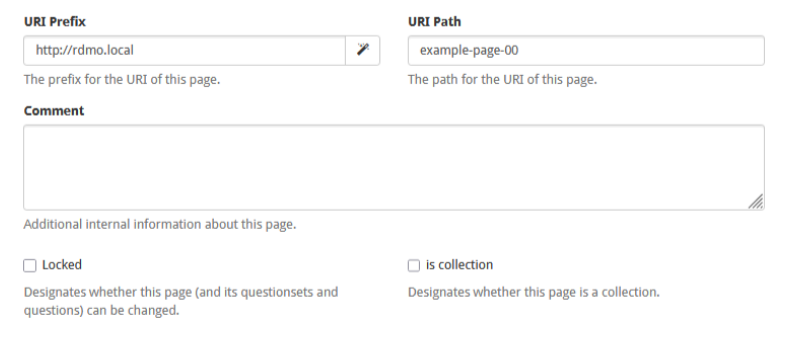 URI Prefix
URI Path
http://rdmo.local
example-page-00
The prefix for the URI of this page.
The path for the URI of this page.
Comment
Additional internal information about this page.
Locked
is collection
Designates whether this page (and its questionsets and
questions) can be changed.
Designates whether this page is a collection.